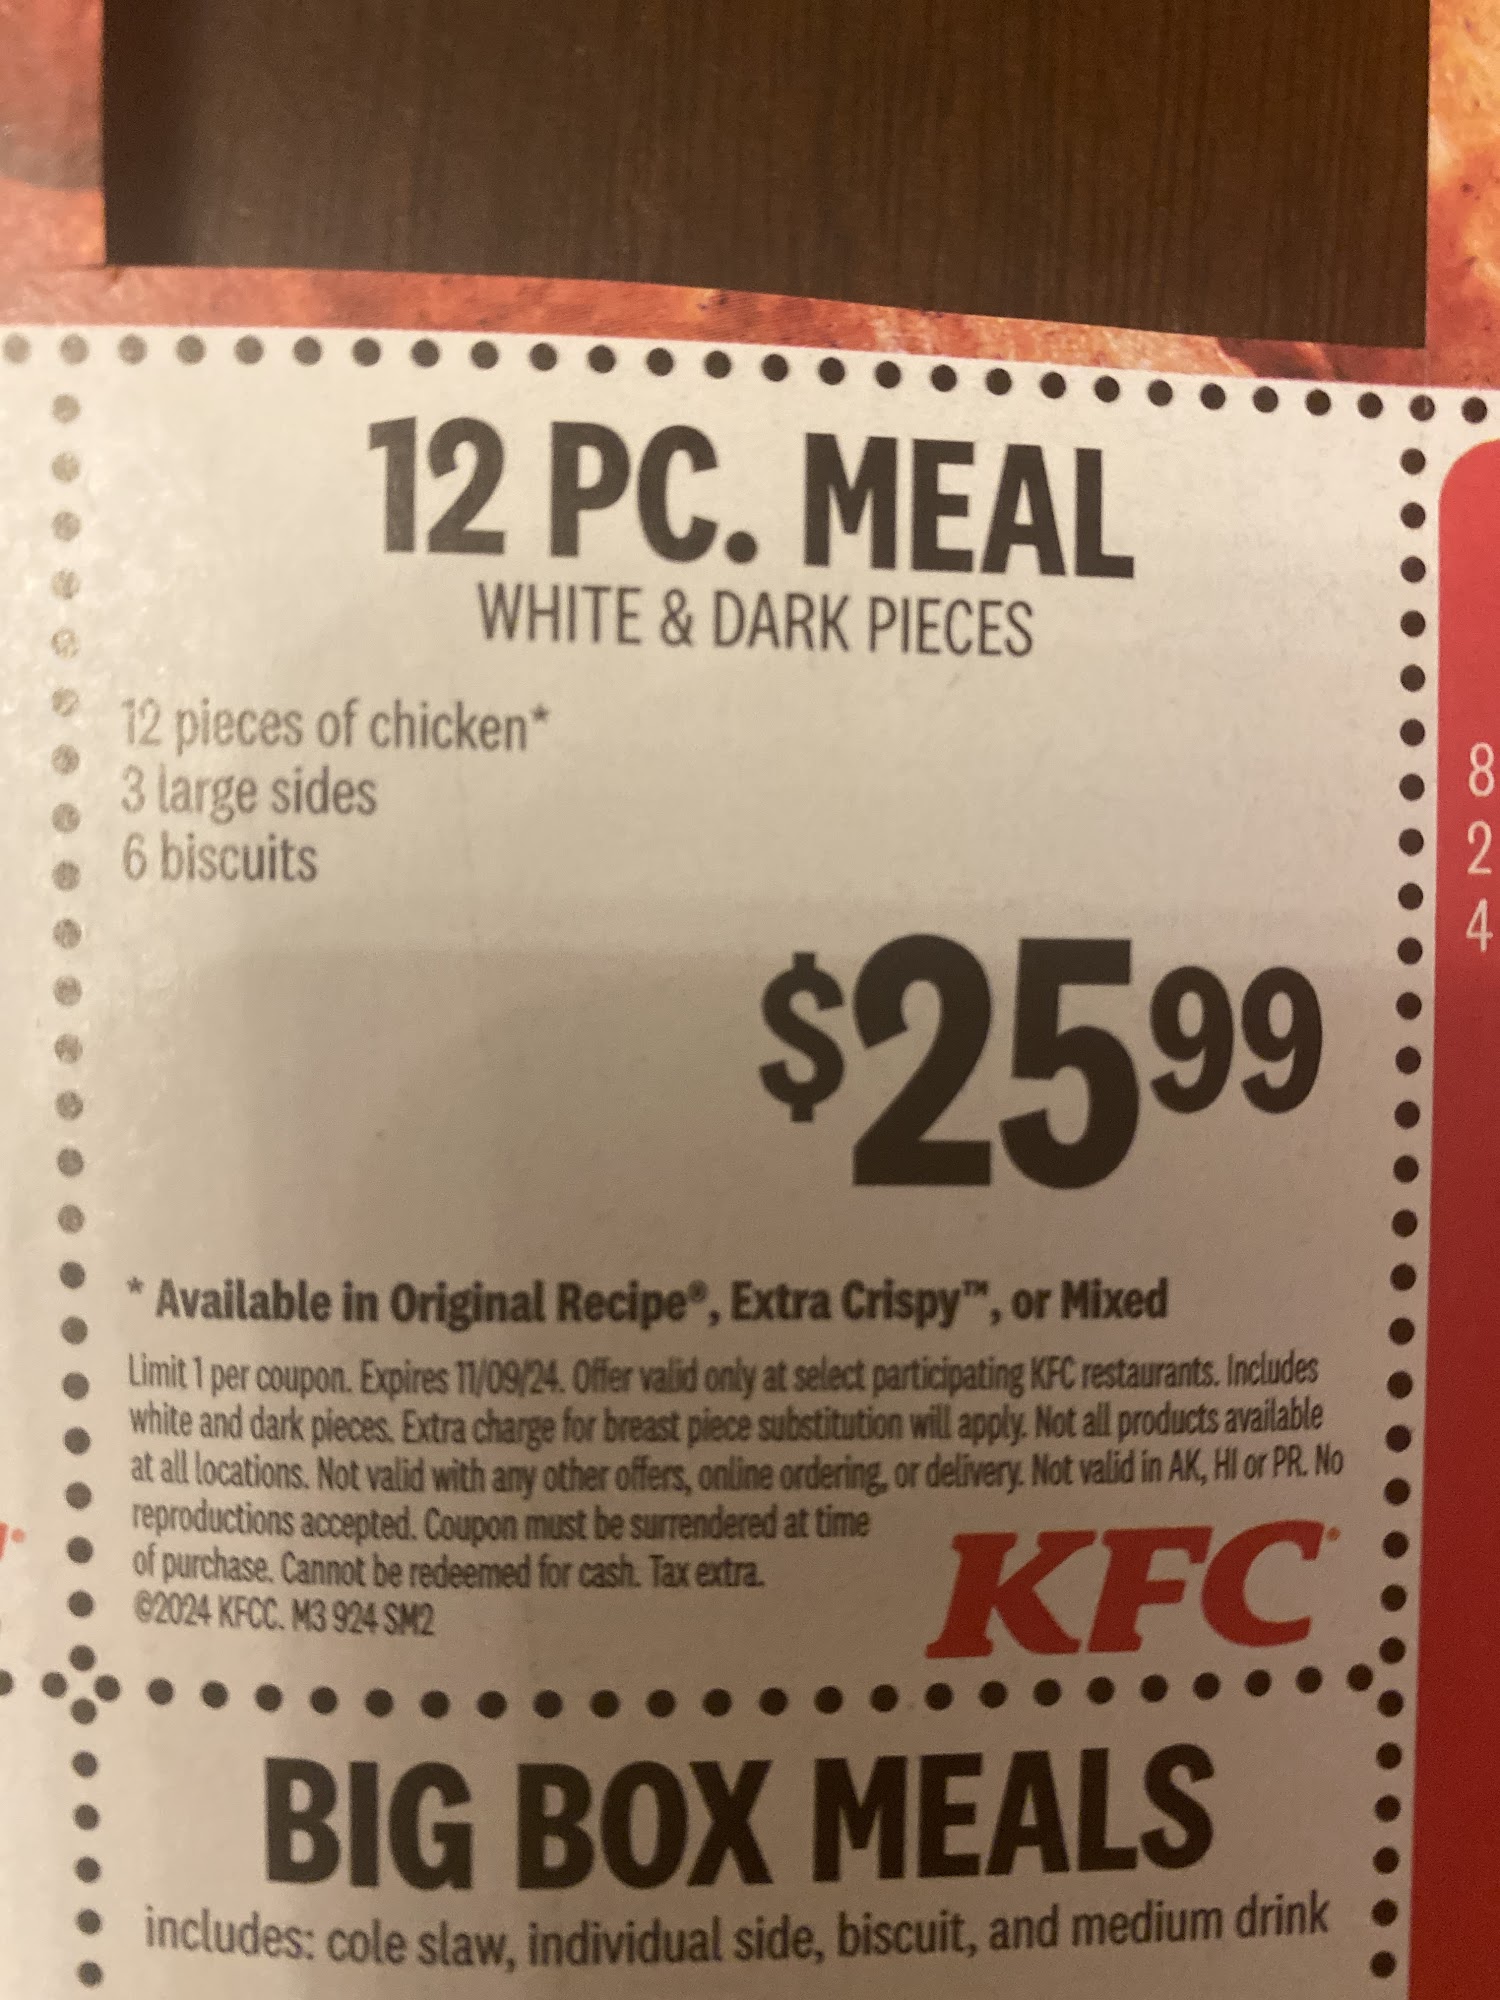 12 PC. MEAL
WHITE & DARK PIECES
12 pieces of chicken*
3 large sides
6 biscuits
$25 99
* Available in Original Recipe®, Extra Crispy™, or Mixed
Limit 1 per coupon. Expires 11/09/24. Offer valid only at select participating KFC restaurants. Includes
white and dark pieces. Extra charge for breast piece substitution will apply. Not all products available
at all locations. Not valid with any other offers, online ordering, or delivery. Not valid in AK, HI or PR. No
reproductions accepted. Coupon must be surrendered at time
of purchase. Cannot be redeemed for cash. Tax extra.
©2024 KFCC. M3 924 SM2
KFC
BIG BOX MEALS
includes: cole slaw, individual side, biscuit, and medium drink
8
2
4